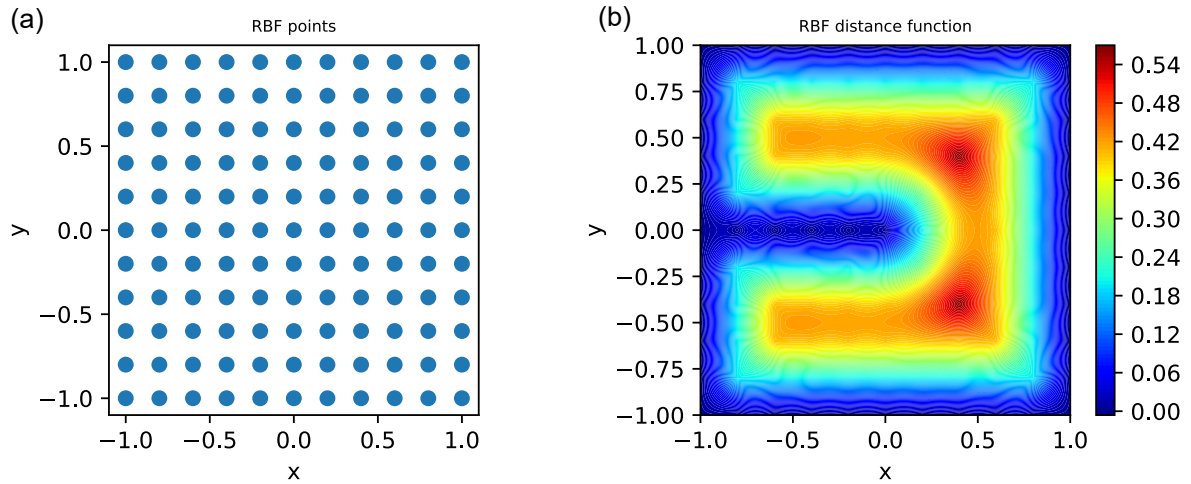 (a)
RBF points
1.0
0.5
0.0
−0.5
−1.0
y
−1.0 −0.5 0.0 0.5 1.0
x
(b)
RBF distance function
1.00
0.75
0.50
0.25
0.00
−0.25
−0.50
−0.75
−1.00
y
−1.0 −0.5 0.0 0.5 1.0
x
0.54
0.48
0.42
0.36
0.30
0.24
0.18
0.12
0.06
0.00